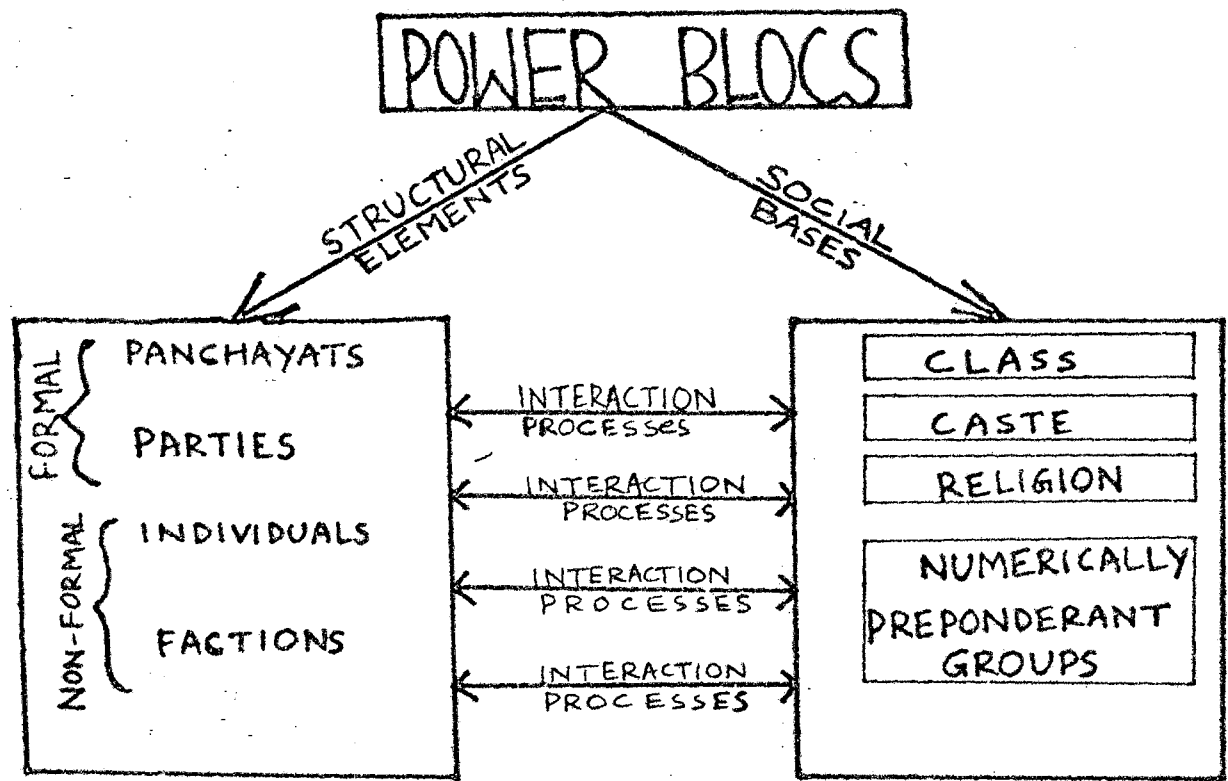 POWER BLOCS
STRUCTURAL
ELEMENTS
SOCIAL
BASES
FORMAL
PANCHAYATS
PARTIES
NON-FORMAL
INDIVIDUALS
FACTIONS
INTERACTION
PROCESSES
INTERACTION
PROCESSES
INTERACTION
PROCESSES
INTERACTION
PROCESSES
CLASS
CASTE
RELIGION
NUMERICALLY
PREPONDERANT
GROUPS